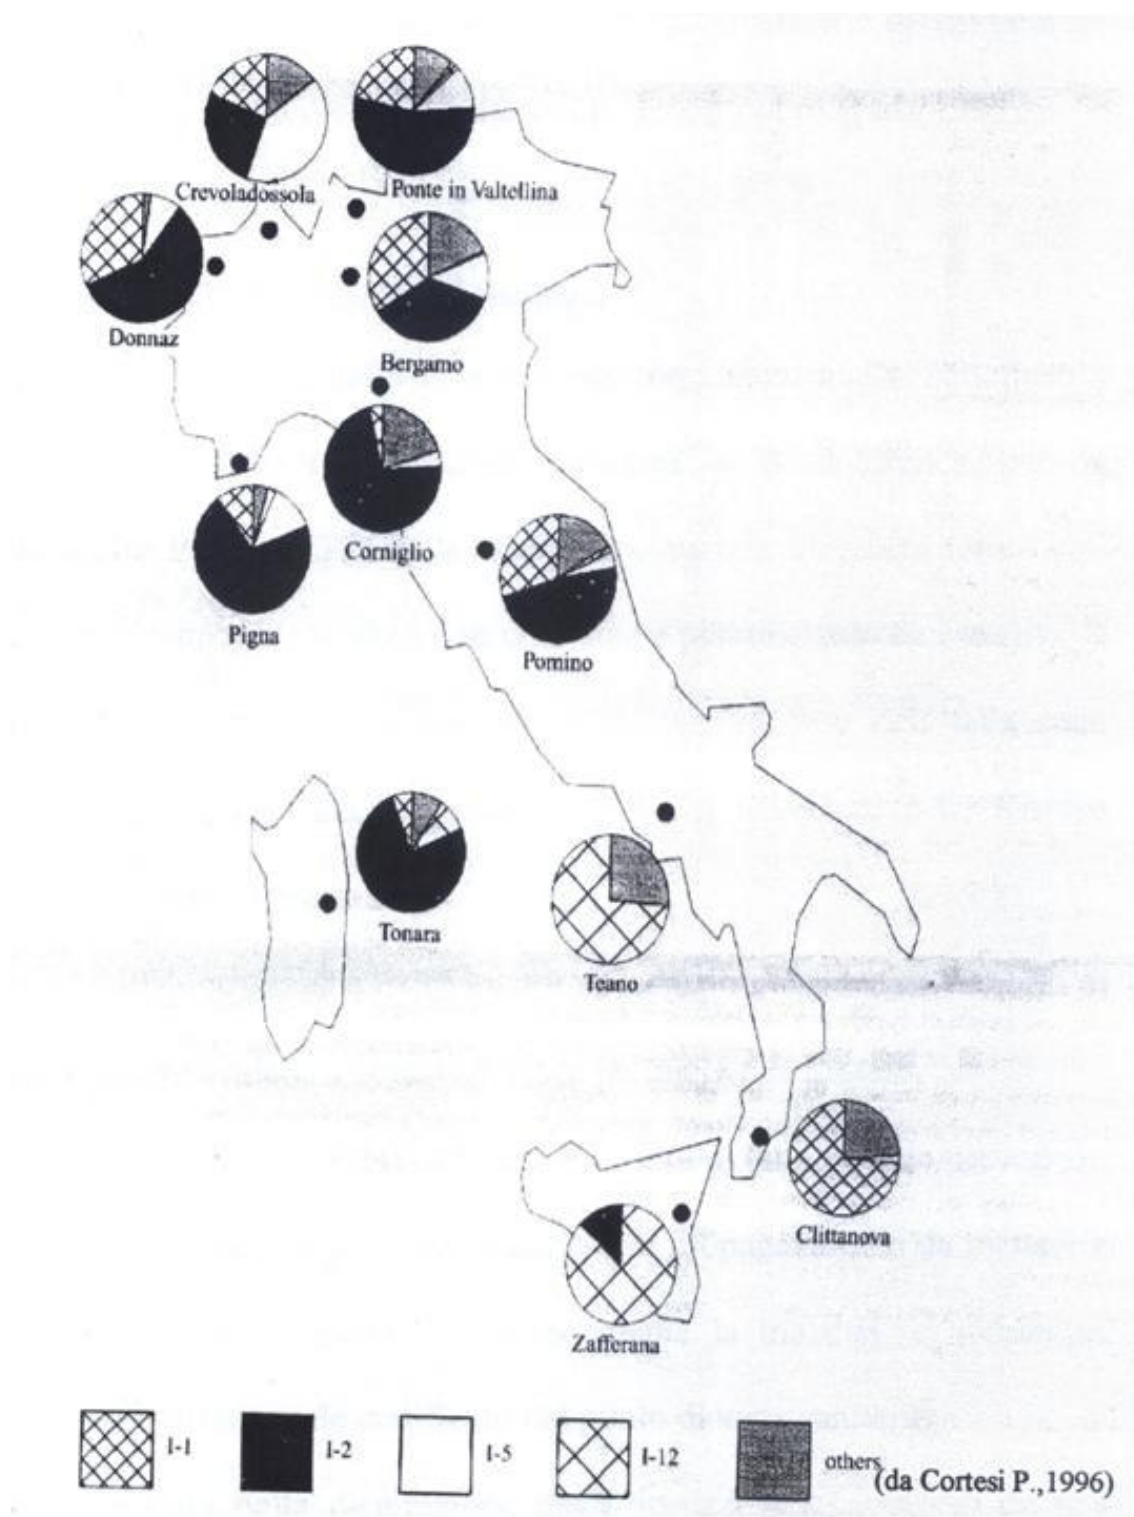 Crevoladossola
Ponte in Valtellina
Donnaz
Bergamo
Corniglio
Pigna
Pomino
Tonara
Teano
Clittanova
Zafferana
I-1
I-2
I-5
I-12
others
(da Cortesi P.,1996)